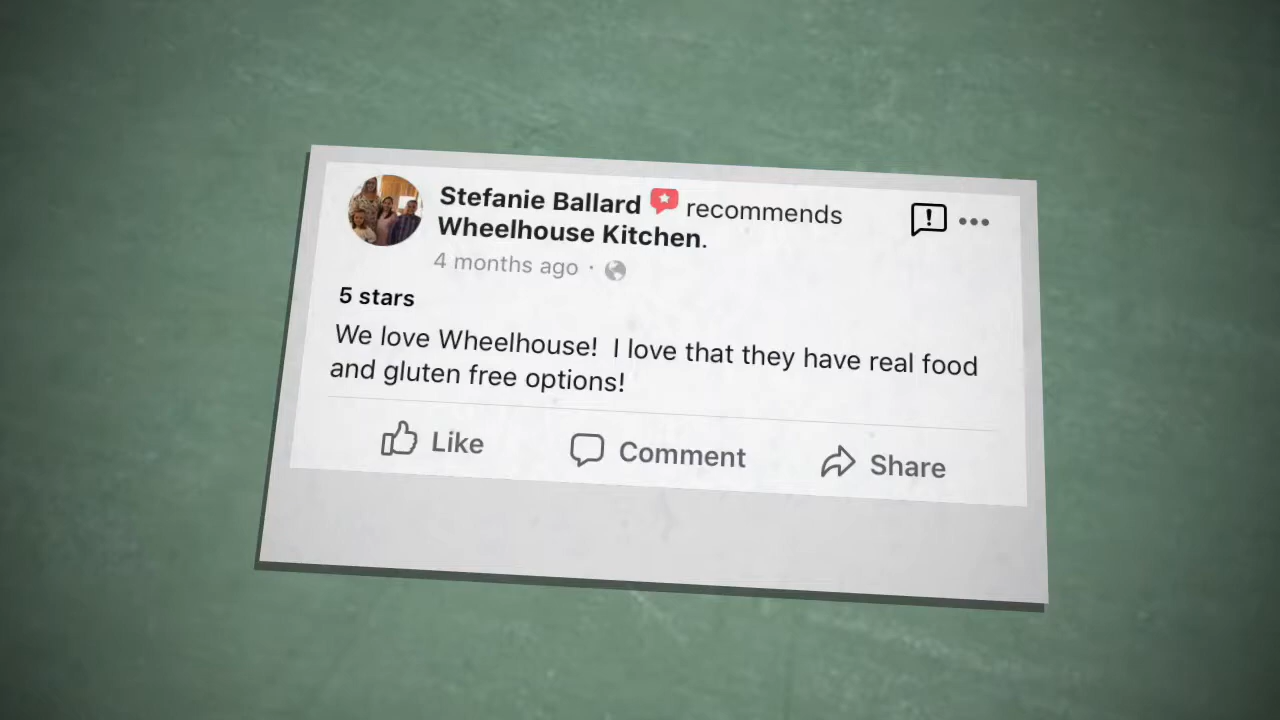 Stefanie Ballard recommends
Wheelhouse Kitchen.
4 months ago ·
5 stars
We love Wheelhouse!  I love that they have real food
and gluten free options!
Like Comment Share